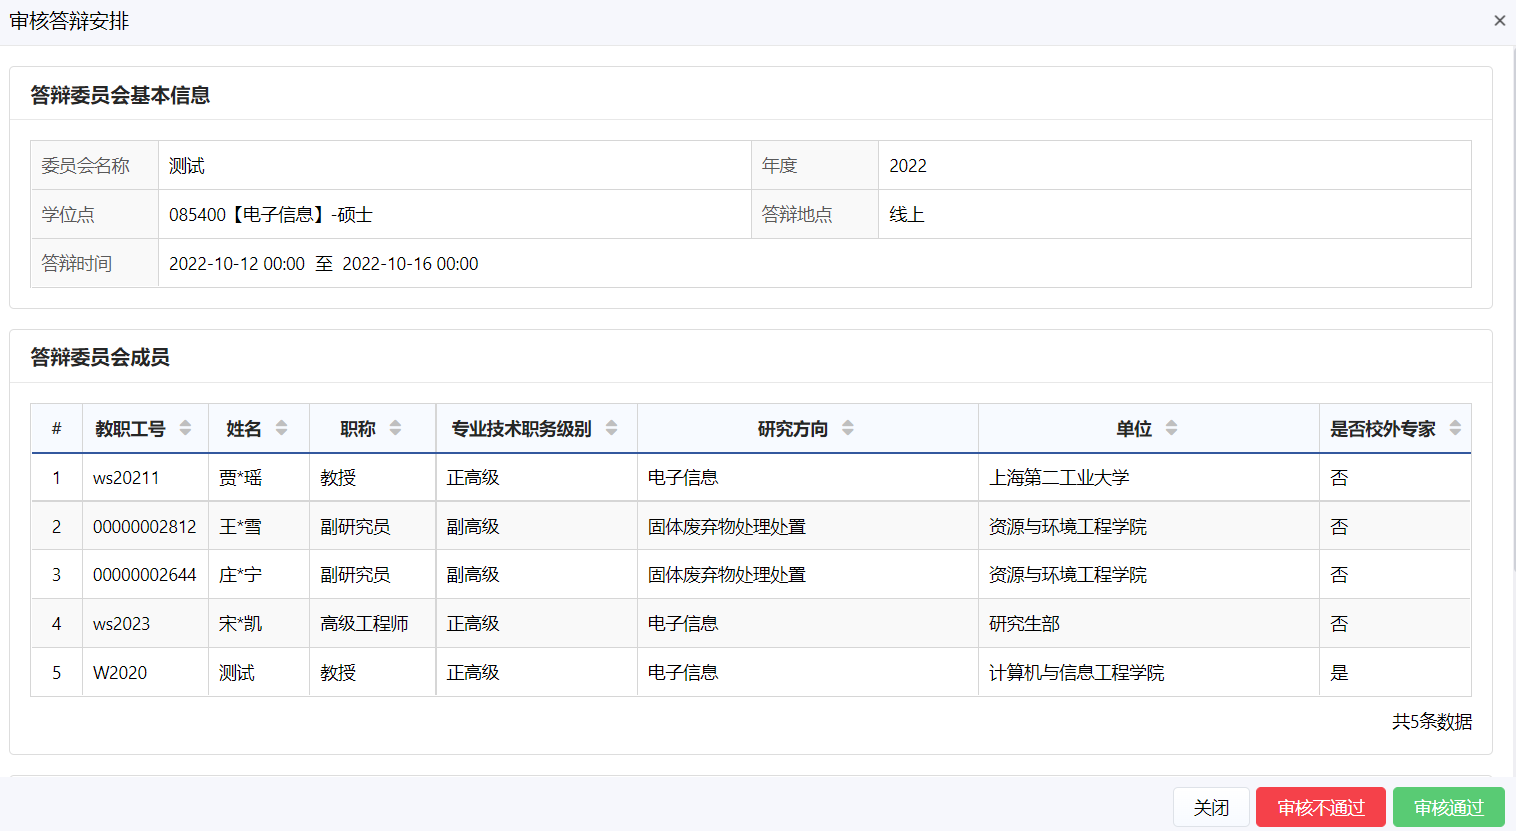 审核答辩安排
答辩委员会基本信息
委员会名称 测试 年度 2022
学位点 085400【电子信息】-硕士 答辩地点 线上
答辩时间 2022-10-12 00:00 至 2022-10-16 00:00
答辩委员会成员
# 教职工号 姓名 职称 专业技术职务级别 研究方向 单位 是否校外专家
1 ws20211 贾*瑶 教授 正高级 电子信息 上海第二工业大学 否
2 00000002812 王*雪 副研究员 副高级 固体废弃物处理处置 资源与环境工程学院 否
3 00000002644 庄*宁 副研究员 副高级 固体废弃物处理处置 资源与环境工程学院 否
4 ws2023 宋*凯 高级工程师 正高级 电子信息 研究生部 否
5 W2020 测试 教授 正高级 电子信息 计算机与信息工程学院 是
共5条数据
关闭 审核不通过 审核通过